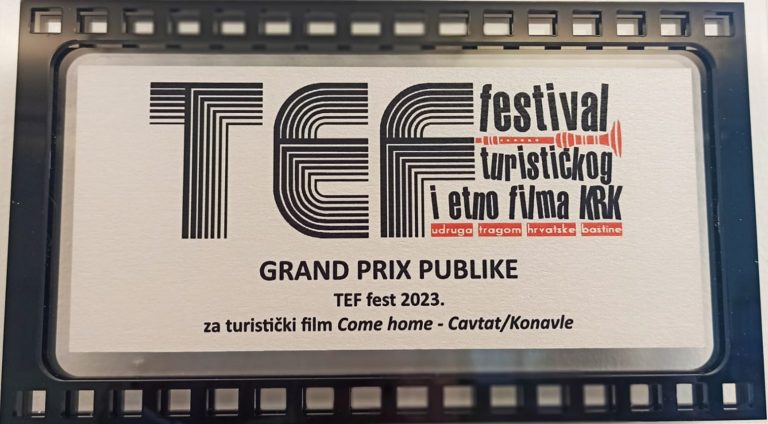 TEF
festival
turističkog
i etno filma KRK
udruga tragom hrvatske bastine
GRAND PRIX PUBLIKE
TEF fest 2023.
za turistički film Come home - Cavtat/Konavle